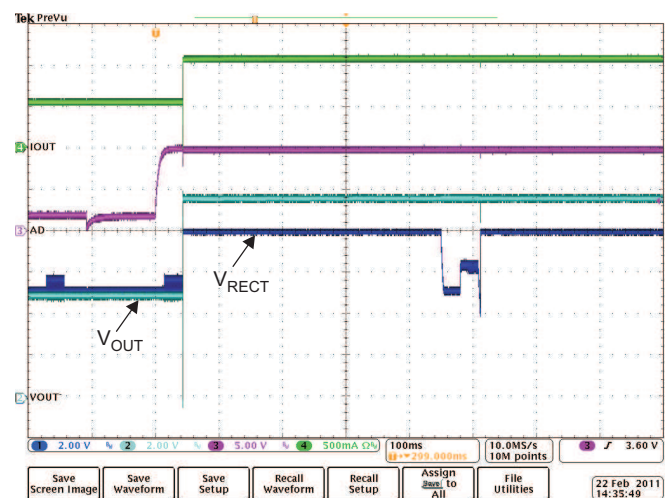 Tek PreVu
4 IOUT
3 AD
VRECT
VOUT
2 VOUT
1 2.00 V 2 2.00 V 3 5.00 V 4 500mA Ω
100ms
299.000ms
10.0MS/s
10M points
3 3.60 V
Save
Screen Image
Save
Waveform
Save
Setup
Recall
Waveform
Recall
Setup
Assign
Save to
All
File
Utilities
22 Feb 2011
14:35:49